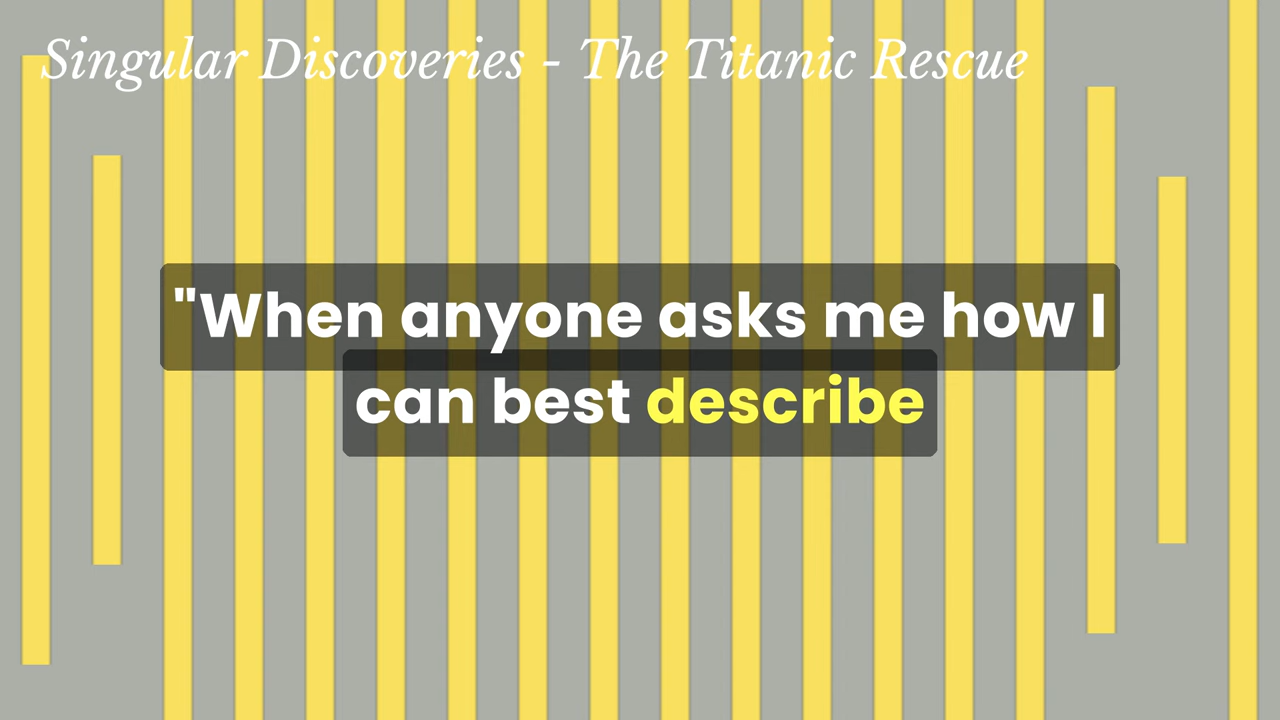 Singular Discoveries - The Titanic Rescue
"When anyone asks me how I
can best describe